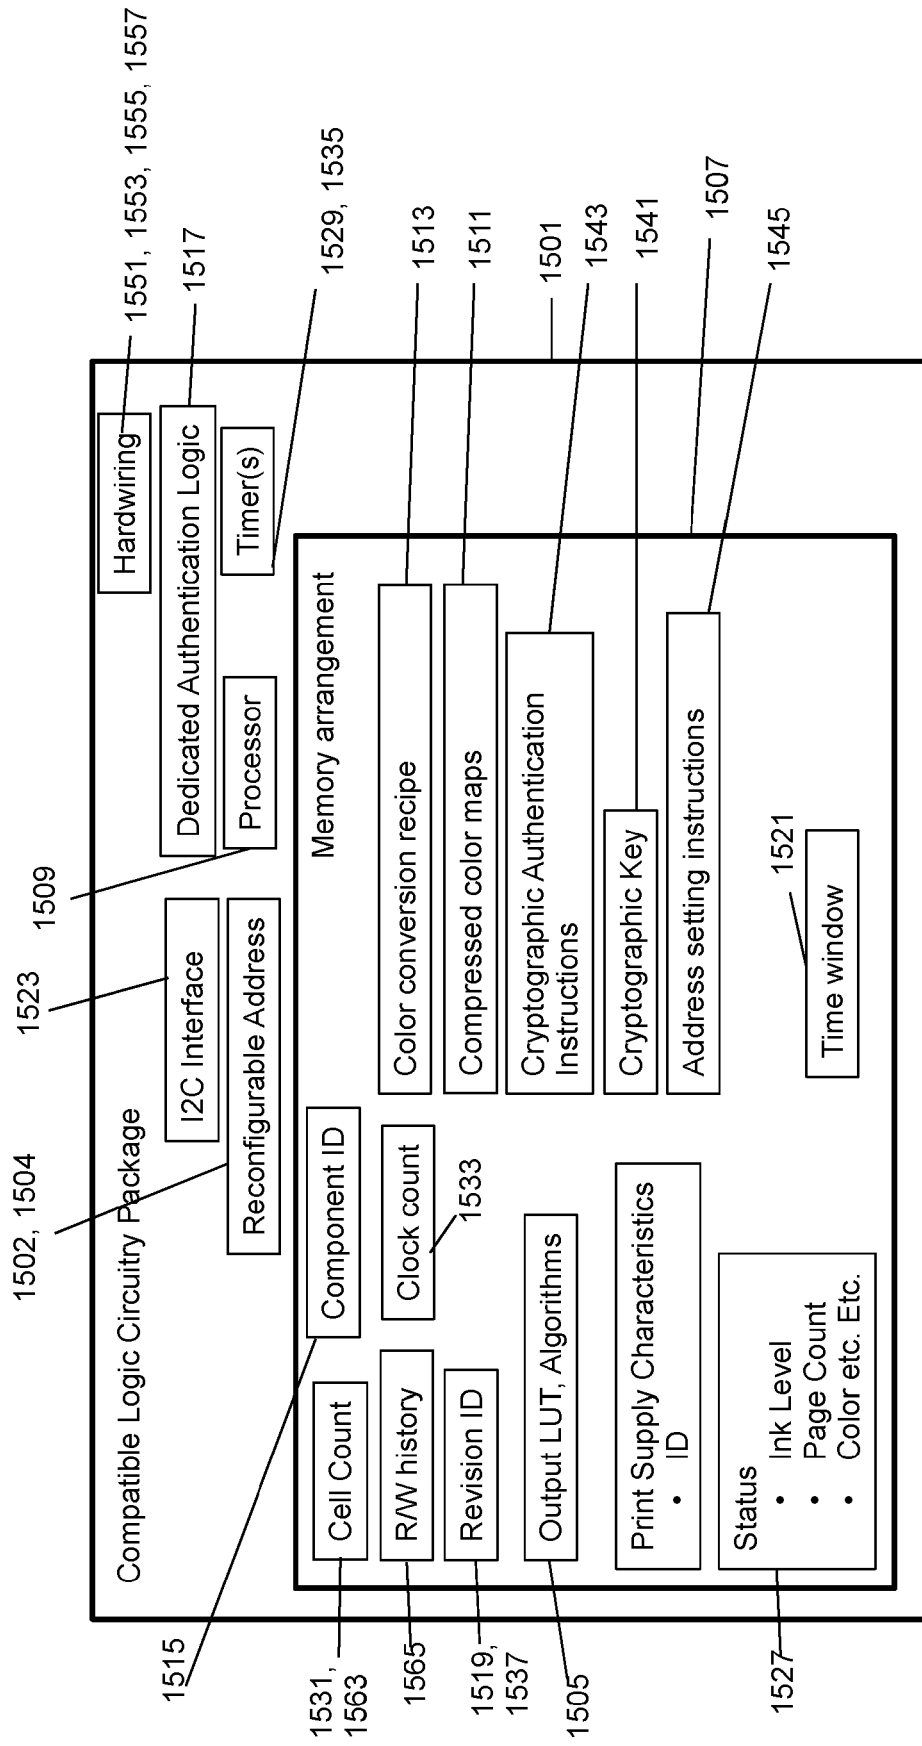 1502, 1504
1523
1509
Compatible Logic Circuitry Package
I2C Interface
Reconfigurable Address
Hardwiring
1551, 1553, 1555, 1557
Dedicated Authentication Logic
1517
Processor
Timer(s)
1529, 1535
1515
Memory arrangement
Cell Count
1531,
1563
Component ID
R/W history
1565
Clock count
1533
Revision ID
1519,
1537
Output LUT, Algorithms
1505
Print Supply Characteristics
• ID
Status
• Ink Level
• Page Count
• Color etc. Etc.
1527
Color conversion recipe
1513
Compressed color maps
1511
1501
Cryptographic Authentication
Instructions
1543
Cryptographic Key
1541
Address setting instructions
1507
1545
Time window
1521